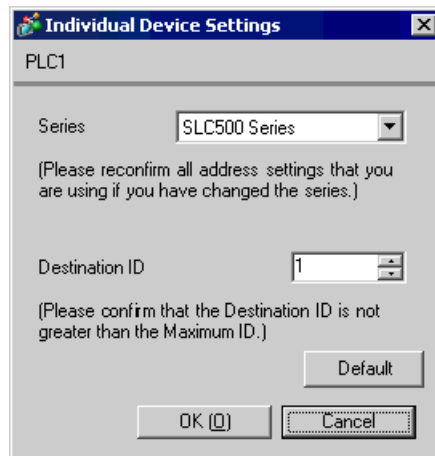 Individual Device Settings
PLC1
Series SLC500 Series
(Please reconfirm all address settings that you
are using if you have changed the series.)
Destination ID 1
(Please confirm that the Destination ID is not
greater than the Maximum ID.)
Default
OK (O) Cancel